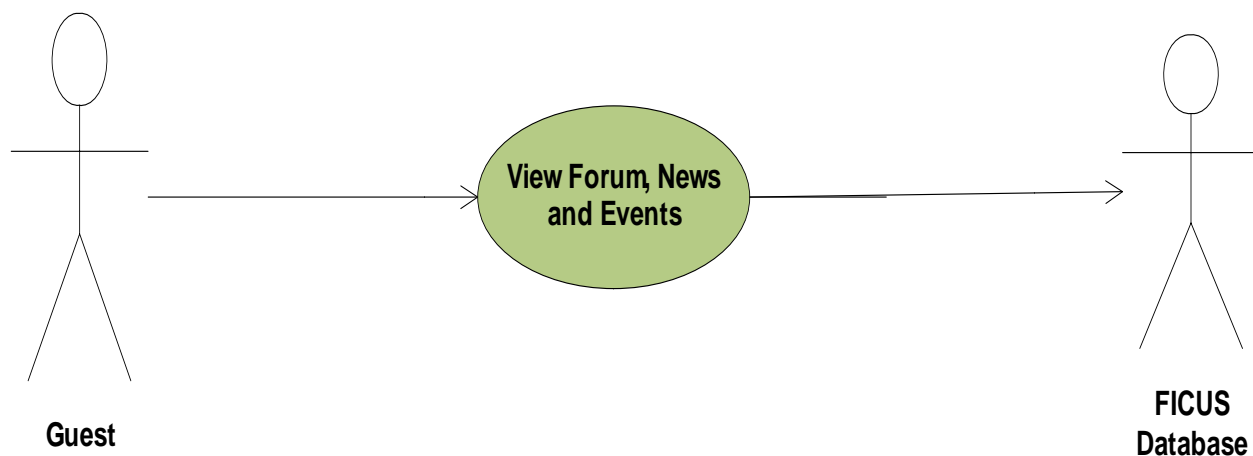 View Forum, News
and Events
Guest
FICUS
Database